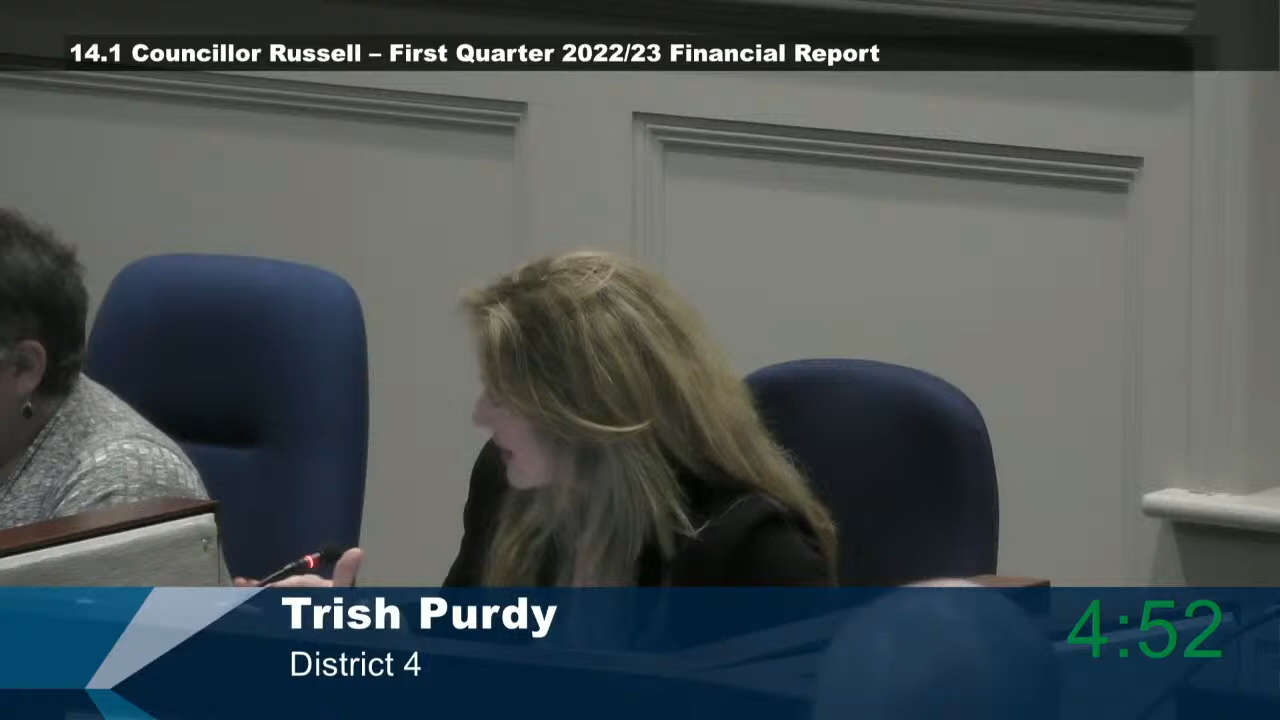 14.1 Councillor Russell – First Quarter 2022/23 Financial Report
Trish Purdy
District 4
4:52